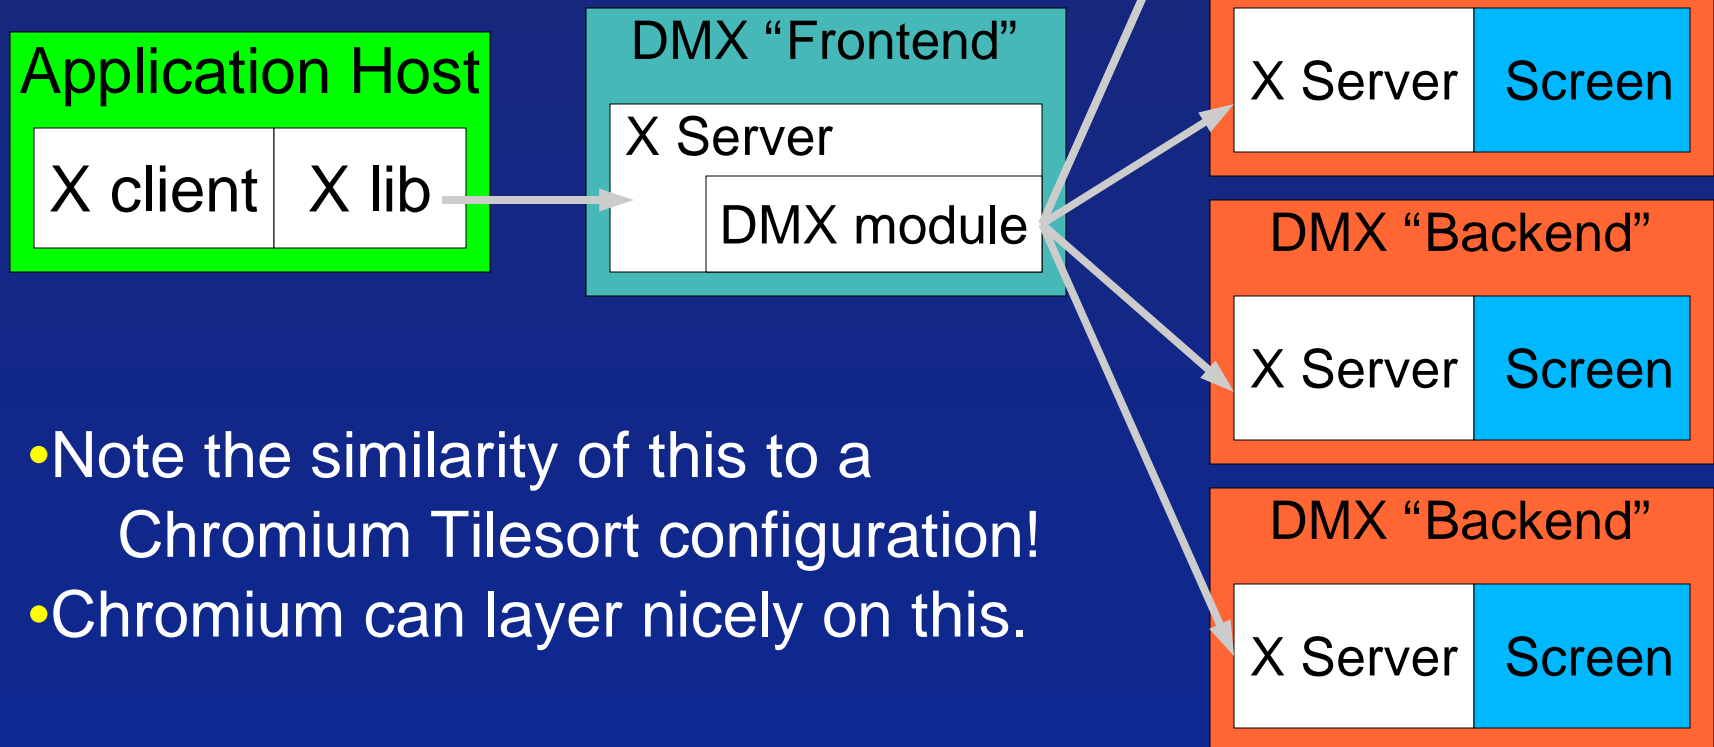 Application Host
X client X lib
DMX “Frontend”
X Server
DMX module
X Server Screen
DMX “Backend”
X Server Screen
DMX “Backend”
X Server Screen
•Note the similarity of this to a
Chromium Tilesort configuration!
•Chromium can layer nicely on this.